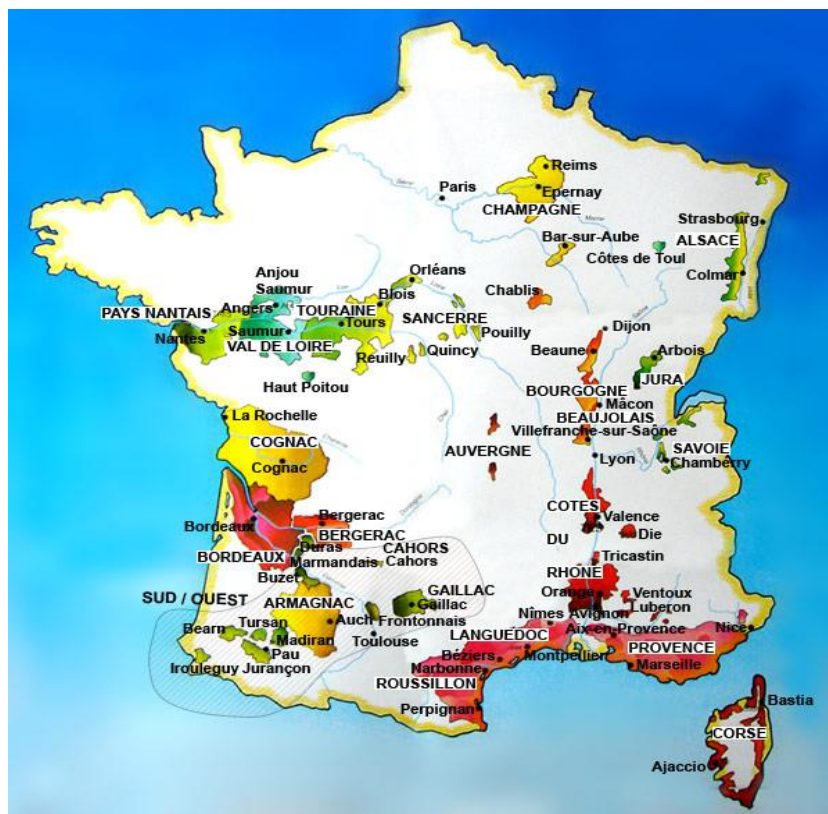 Reims
Paris
Epernay
CHAMPAGNE
Strasbourg
Bar-sur-Aube
ALSACE
Côtes de Toul
Colmar
Orléans
Anjou
Saumur
Chablis
Blois
PAYS NANTAIS
Angers
TOURAINE
SANCERRE
Nantes
Saumur
Tours
Pouilly
Dijon
VAL DE LOIRE
Reuilly
Quincy
Beaune
Arbois
Haut Poitou
JURA
BOURGOGNE
Mâcon
La Rochelle
BEAUJOLAIS
Villefranche-sur-Saône
COGNAC
AUVERGNE
SAVOIE
Cognac
Lyon
Chamberry
COTES
Bordeaux
Bergerac
Valence
BERGERAC
Die
Duras
DU
CAHORS
BORDEAUX
Marmandais
Cahors
Tricastin
Buzet
RHONE
SUD / OUEST
GAILLAC
Orange
Ventoux
ARMAGNAC
Gaillac
Luberon
Tursan
Auch
Frontonnais
Nîmes
Avignon
Bearn
Madiran
Toulouse
LANGUEDOC
Aix-en-Provence
Nice
Pau
Béziers
Montpellier
PROVENCE
Irouleguy
Jurançon
Narbonne
Marseille
ROUSSILLON
Perpignan
Bastia
CORSE
Ajaccio